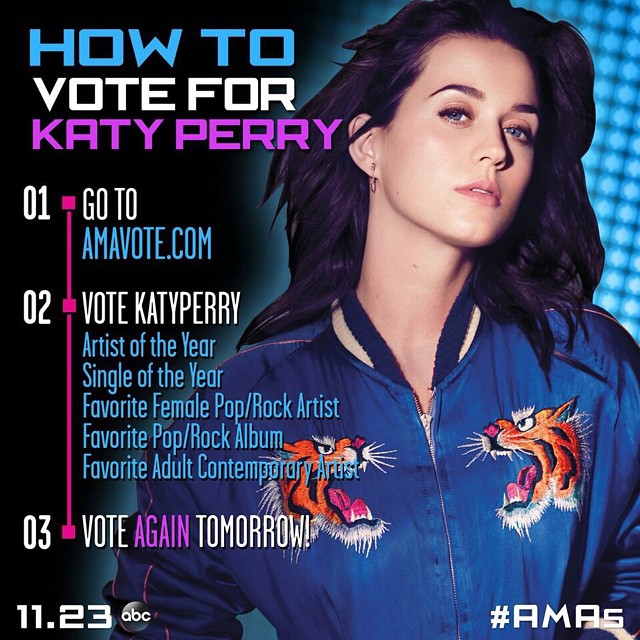 HOW TO
VOTE FOR
KATY PERRY
01 GO TO
AMAVOTE.COM
02 VOTE KATYPERRY
Artist of the Year
Single of the Year
Favorite Female Pop/Rock Artist
Favorite Pop/Rock Album
Favorite Adult Contemporary Artist
03 VOTE AGAIN TOMORROW!
11.23 abc
#AMAs